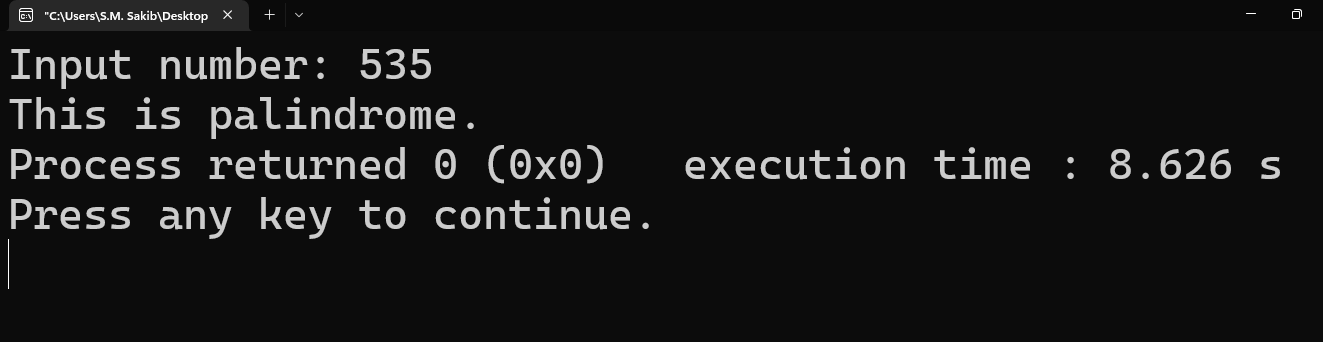 "C:\Users\S.M. Sakib\Desktop
Input number: 535
This is palindrome.
Process returned 0 (0x0)   execution time : 8.626 s
Press any key to continue.